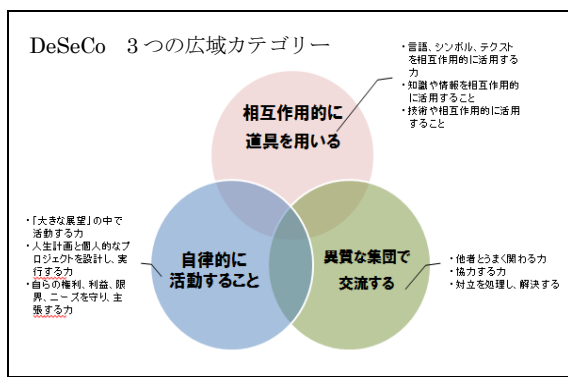 DeSeCo 3つの広域カテゴリー
・言語、シンボル、テクスト
を相互作用的に活用する
力
・知識や情報を相互作用的
に活用すること
・技術や相互作用的に活用
すること
相互作用的に
道具を用いる
・「大きな展望」の中で
活動する力
・人生計画と個人的なプ
ロジェクトを設計し、実
行する力
・自らの権利、利益、限
界、ニーズを守り、主
張する力
自律的に
活動すること
異質な集団で
交流する
・他者とうまく関わる力
・協力する力
・対立を処理し、解決する